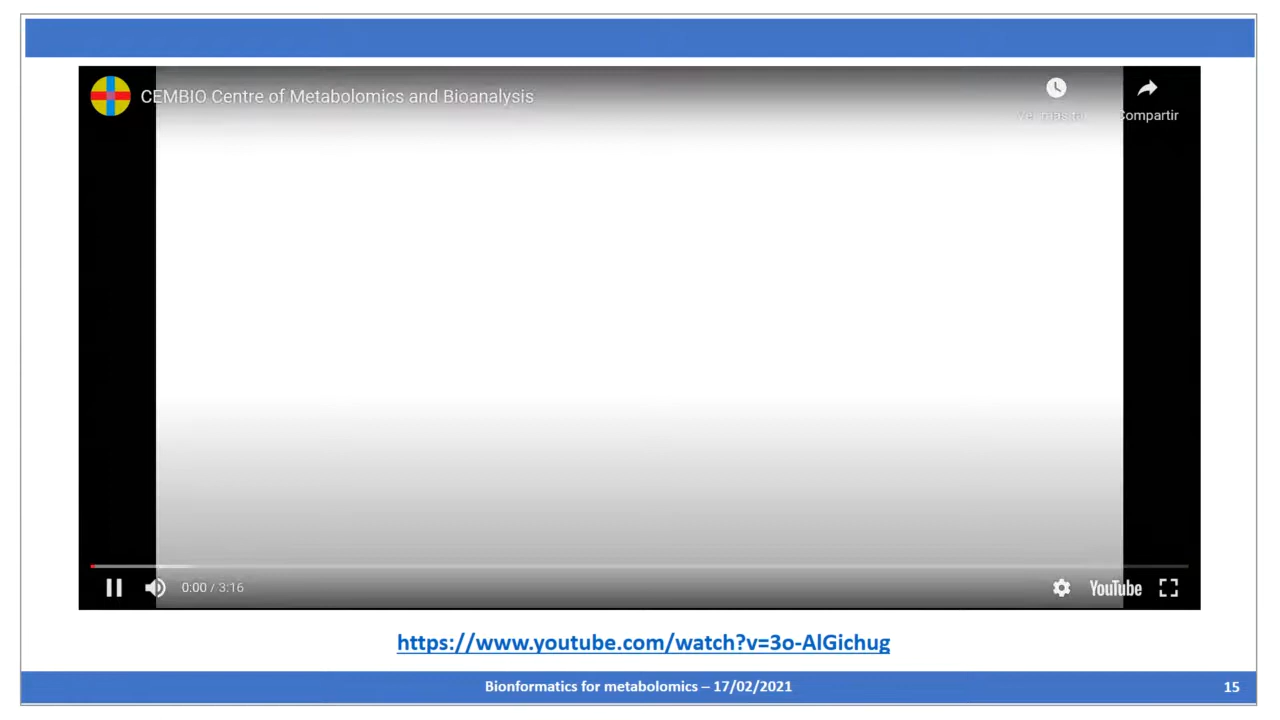 CEMBIO Centre of Metabolomics and Bioanalysis
Compartir
0:00 / 3:16
YouTube
https://www.youtube.com/watch?v=3o-AlGichug
Bionformatics for metabolomics – 17/02/2021
15